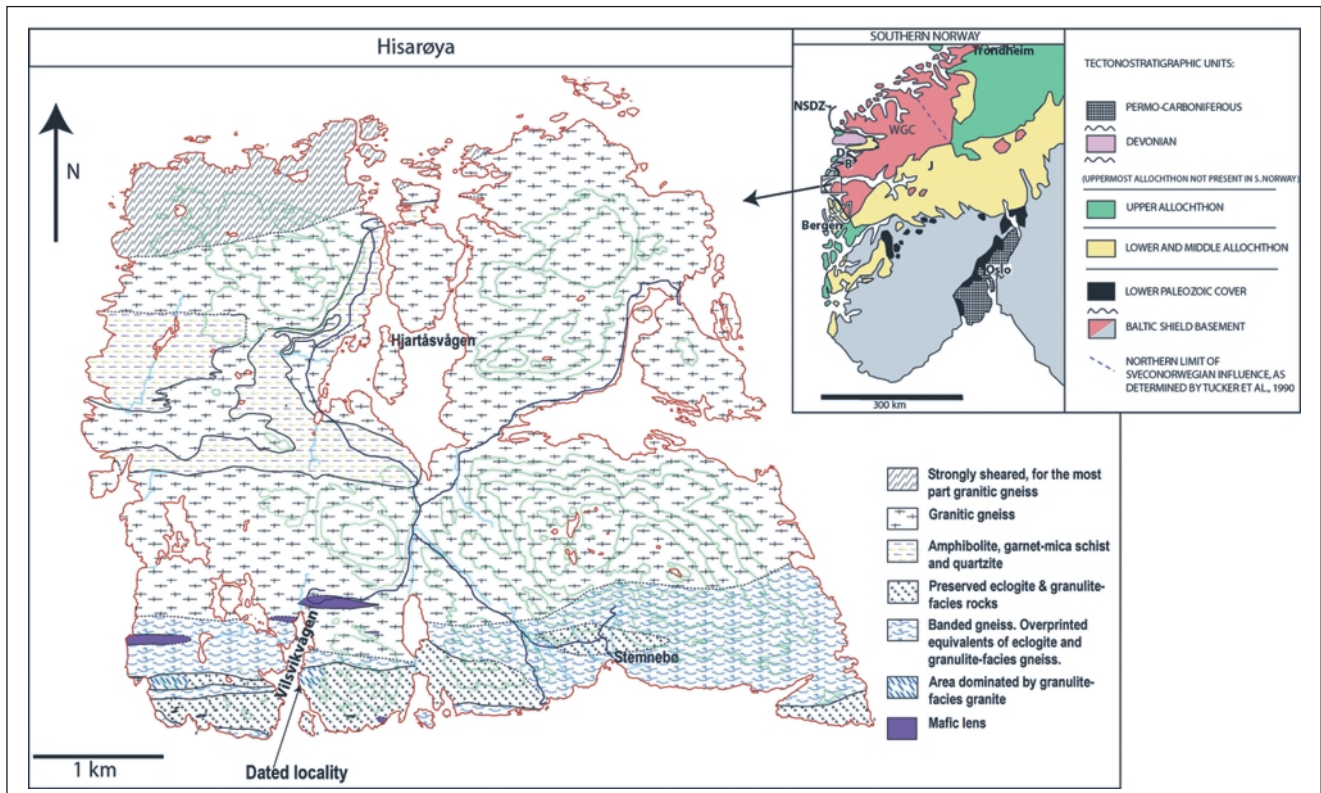 Hisarøya
N
Hjartåsvågen
Vilsvikvågen
Stemnebø
Dated locality
1 km
Strongly sheared, for the most
part granitic gneiss
Granitic gneiss
Amphibolite, garnet-mica schist
and quartzite
Preserved eclogite & granulite-
facies rocks
Banded gneiss. Overprinted
equivalents of eclogite and
granulite-facies gneiss.
Area dominated by granulite-
facies granite
Mafic lens
SOUTHERN NORWAY
Trondheim
NSDZ
WGC
D
B
J
Bergen
Oslo
300 km
TECTONOSTRATIGRAPHIC UNITS:
PERMO-CARBONIFEROUS
DEVONIAN
(UPPERMOST ALLOCHTHON NOT PRESENT IN S. NORWAY)
UPPER ALLOCHTHON
LOWER AND MIDDLE ALLOCHTHON
LOWER PALEOZOIC COVER
BALTIC SHIELD BASEMENT
NORTHERN LIMIT OF
SVECONORWEGIAN INFLUENCE, AS
DETERMINED BY TUCKER ET AL., 1990